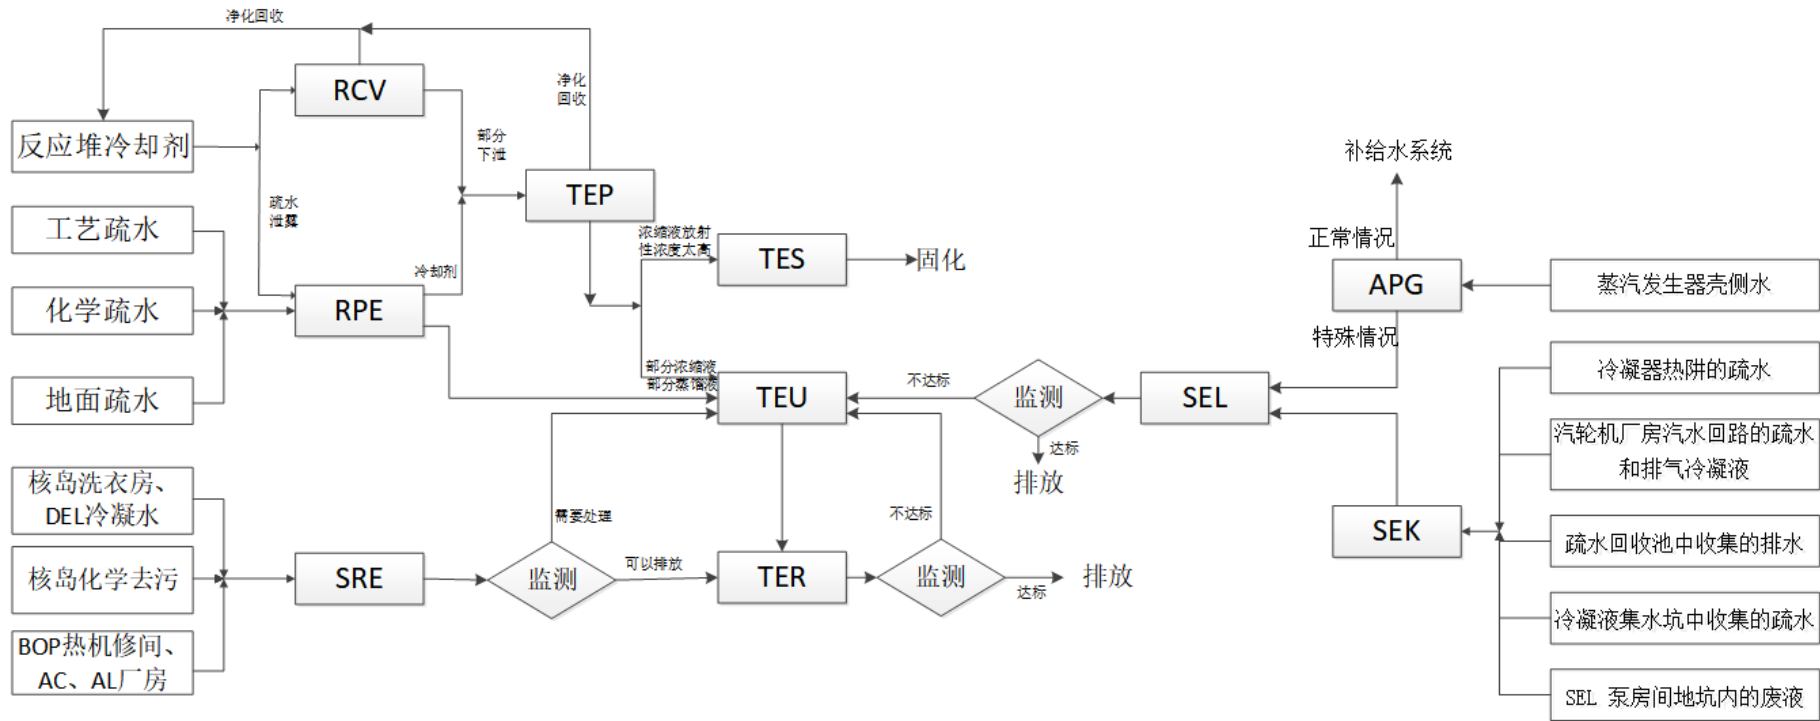 净化回收
RCV
净化
回收
反应堆冷却剂
部分
下泄
疏水
泄露
TEP
工艺疏水
冷却剂
浓缩液放射
性浓度太高
TES
固化
化学疏水
RPE
地面疏水
部分浓缩液
部分蒸馏液
TEU
不达标
监测
SEL
达标
排放
补给水系统
正常情况
APG
蒸汽发生器壳侧水
特殊情况
冷凝器热阱的疏水
汽轮机厂房汽水回路的疏水
和排气冷凝液
SEK
疏水回收池中收集的排水
冷凝液集水坑中收集的疏水
SEL 泵房间地坑内的废液
核岛洗衣房、
DEL冷凝水
核岛化学去污
BOP热机修间、
AC、AL厂房
SRE
监测
需要处理
可以排放
TER
不达标
监测
达标
排放